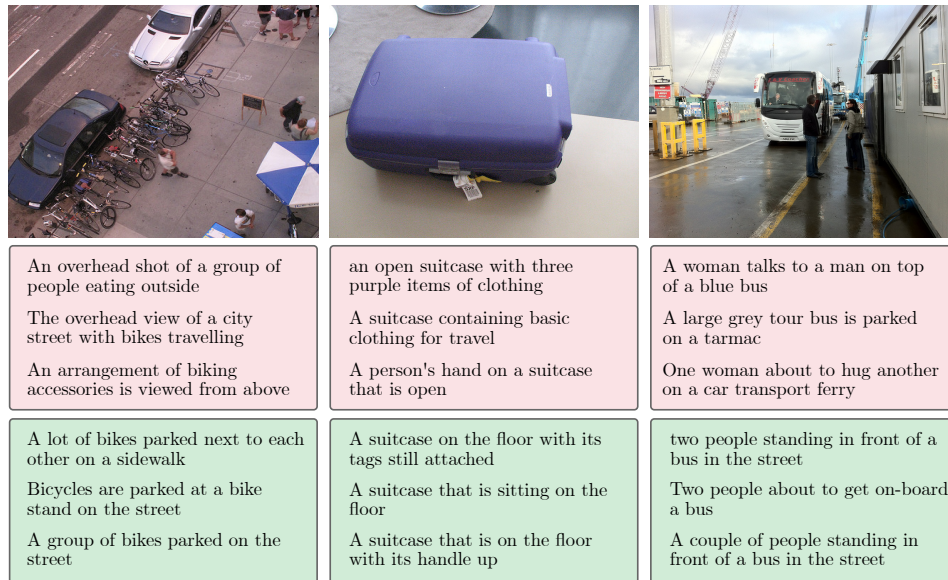 An overhead shot of a group of
people eating outside
The overhead view of a city
street with bikes travelling
An arrangement of biking
accessories is viewed from above
A lot of bikes parked next to each
other on a sidewalk
Bicycles are parked at a bike
stand on the street
A group of bikes parked on the
street
an open suitcase with three
purple items of clothing
A suitcase containing basic
clothing for travel
A person's hand on a suitcase
that is open
A suitcase on the floor with its
tags still attached
A suitcase that is sitting on the
floor
A suitcase that is on the floor
with its handle up
A woman talks to a man on top
of a blue bus
A large grey tour bus is parked
on a tarmac
One woman about to hug another
on a car transport ferry
two people standing in front of a
bus in the street
Two people about to get on-board
a bus
A couple of people standing in
front of a bus in the street